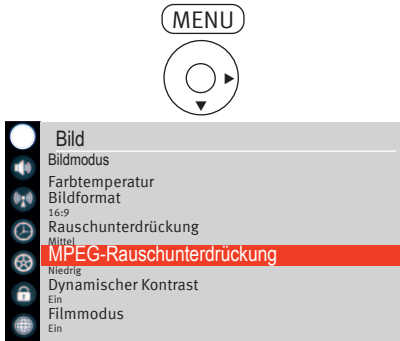 MENU
Bild
Bildmodus
Farbtemperatur
Bildformat
16:9
Rauschunterdrückung
Mittel
MPEG-Rauschunterdrückung
Niedrig
Dynamischer Kontrast
Ein
Filmmodus
Ein